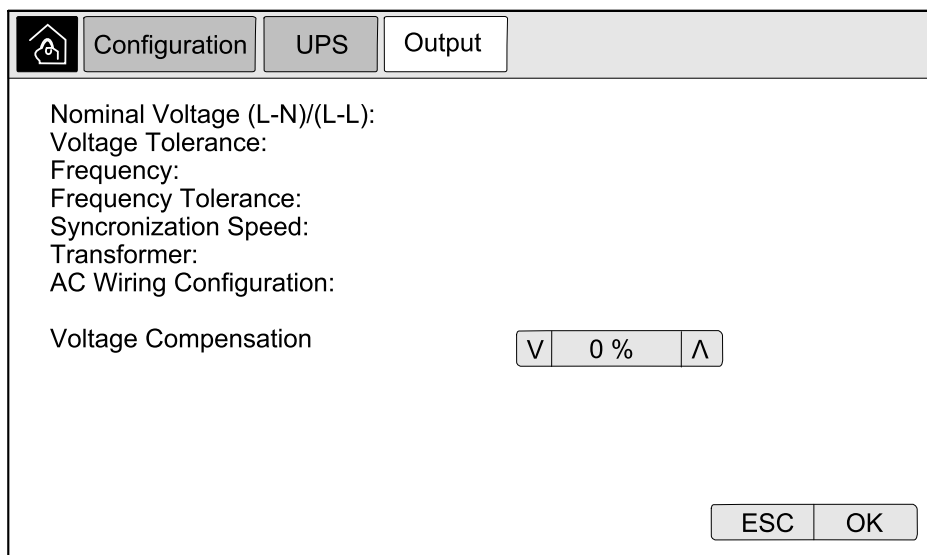 Configuration UPS Output
Nominal Voltage (L-N)/(L-L):
Voltage Tolerance:
Frequency:
Frequency Tolerance:
Syncronization Speed:
Transformer:
AC Wiring Configuration:
Voltage Compensation V 0 % Λ
ESC OK